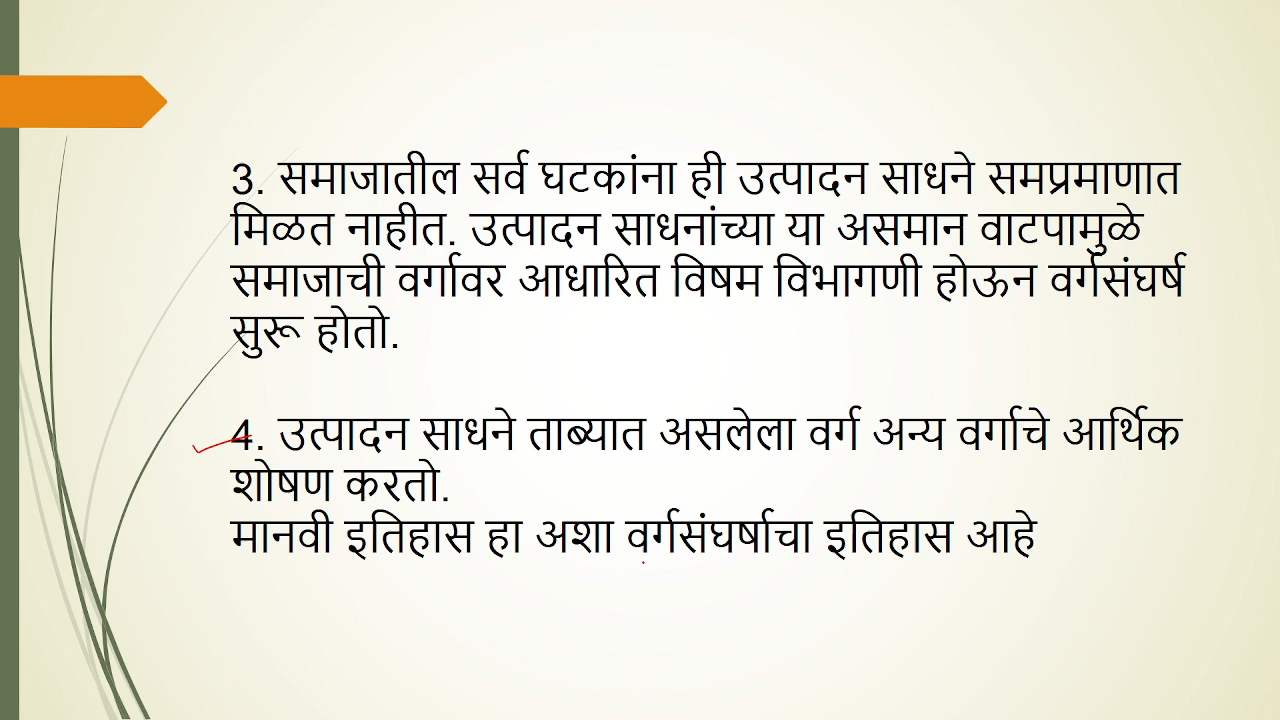 3. समाजातील सर्व घटकांना ही उत्पादन साधने समप्रमाणात
मिळत नाहीत. उत्पादन साधनांच्या या असमान वाटपामुळे
समाजाची वर्गावर आधारित विषम विभागणी होऊन वर्गसंघर्ष
सुरू होतो.
4. उत्पादन साधने ताब्यात असलेला वर्ग अन्य वर्गाचे आर्थिक
शोषण करतो.
मानवी इतिहास हा अशा वर्गसंघर्षाचा इतिहास आहे